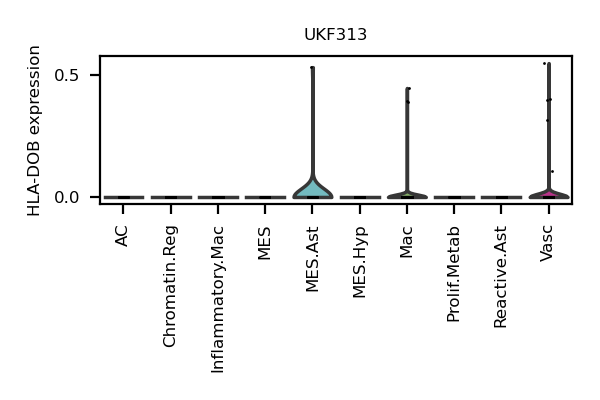 UKF313
HLA-DOB expression
0.5
0.0
AC
Chromatin.Reg
Inflammatory.Mac
MES
MES.Ast
MES.Hyp
Mac
Prolif.Metab
Reactive.Ast
Vasc